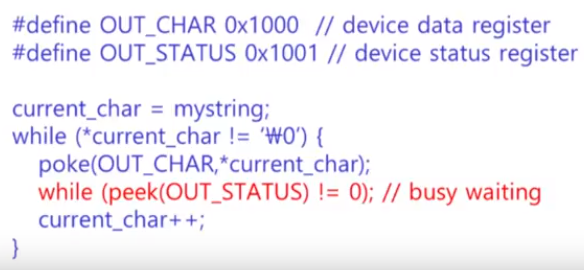 #define OUT_CHAR 0x1000 // device data register
#define OUT_STATUS 0x1001 // device status register
current_char = mystring;
while (*current_char != '₩0') {
poke(OUT_CHAR,*current_char);
while (peek(OUT_STATUS) != 0); // busy waiting
current_char++;
}